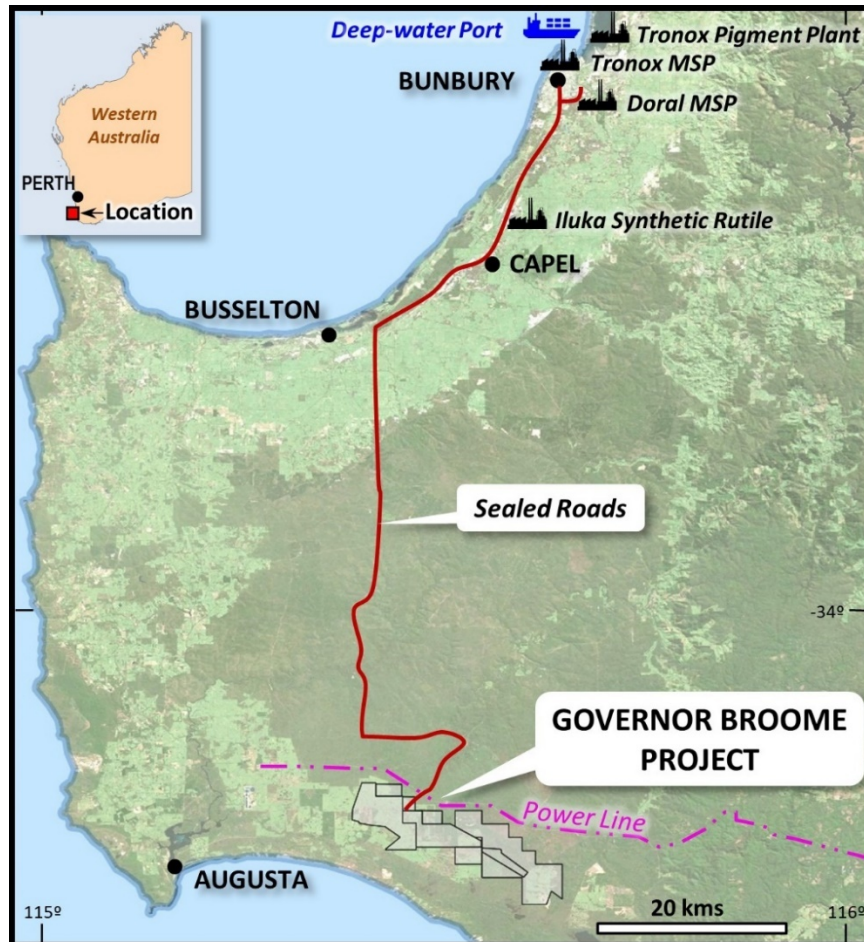 Deep-water Port
Tronox Pigment Plant
Tronox MSP
BUNBURY
Doral MSP
Western
Australia
PERTH
Location
Iluka Synthetic Rutile
CAPEL
BUSSELTON
Sealed Roads
-34º
GOVERNOR BROOME
PROJECT
Power Line
AUGUSTA
115º
20 kms
116º